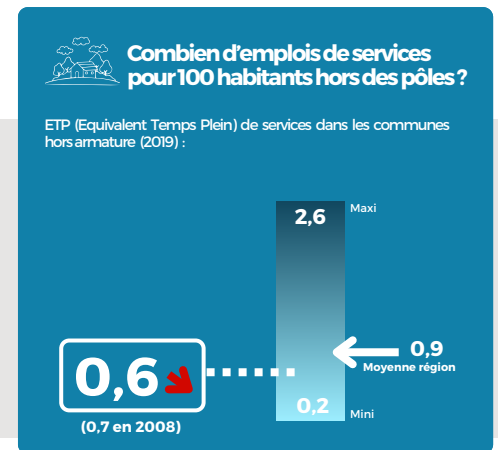 Combien d'emplois de services
pour 100 habitants hors des pôles ?
ETP (Equivalent Temps Plein) de services dans les communes
hors armature (2019) :
2,6
Maxi
0,9
Moyenne région
0,6
0,2
Mini
(0,7 en 2008)